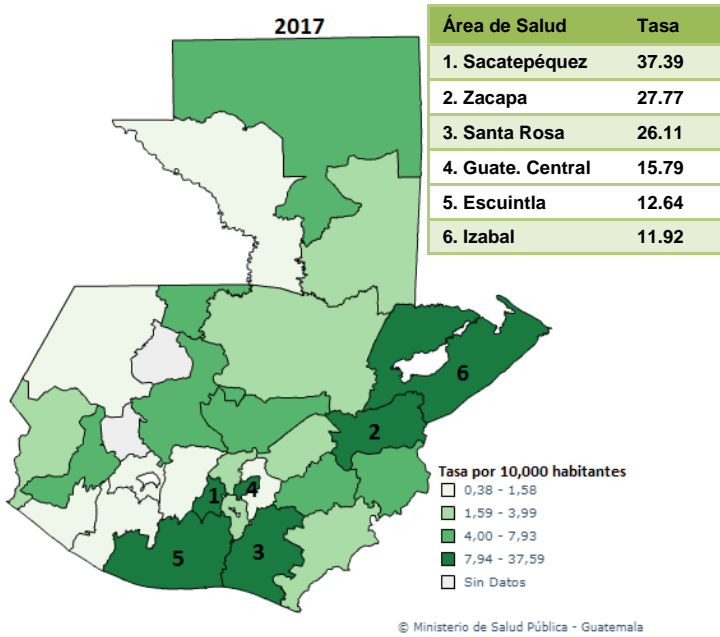 2017
Área de Salud Tasa
1. Sacatepéquez 37.39
2. Zacapa 27.77
3. Santa Rosa 26.11
4. Guate. Central 15.79
5. Escuintla 12.64
6. Izabal 11.92
6
2
1
4
5
3
Tasa por 10,000 habitantes
0,38 - 1,58
1,59 - 3,99
4,00 - 7,93
7,94 - 37,59
Sin Datos
© Ministerio de Salud Pública - Guatemala